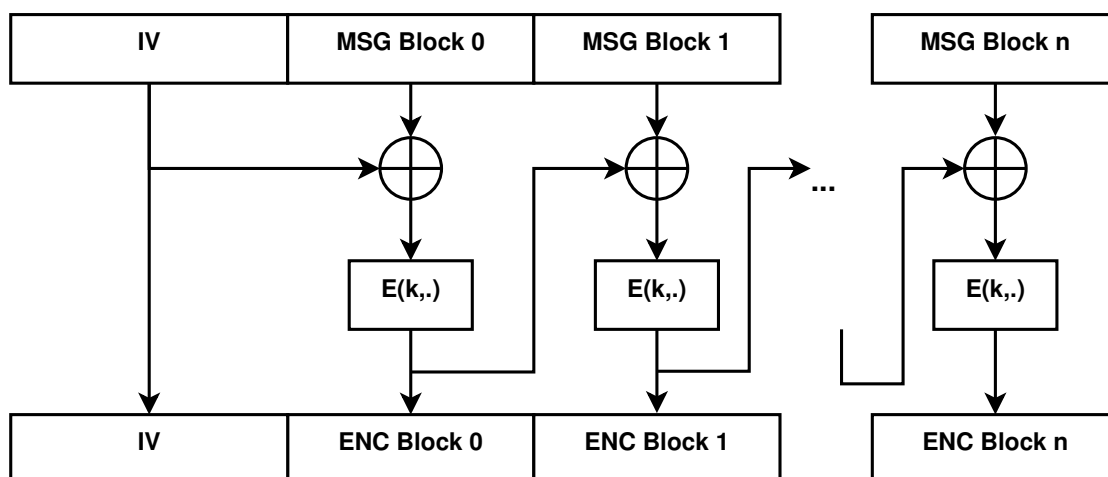 IV MSG Block 0 MSG Block 1 MSG Block n
...
E(k,.) E(k,.) E(k,.)
IV ENC Block 0 ENC Block 1 ENC Block n